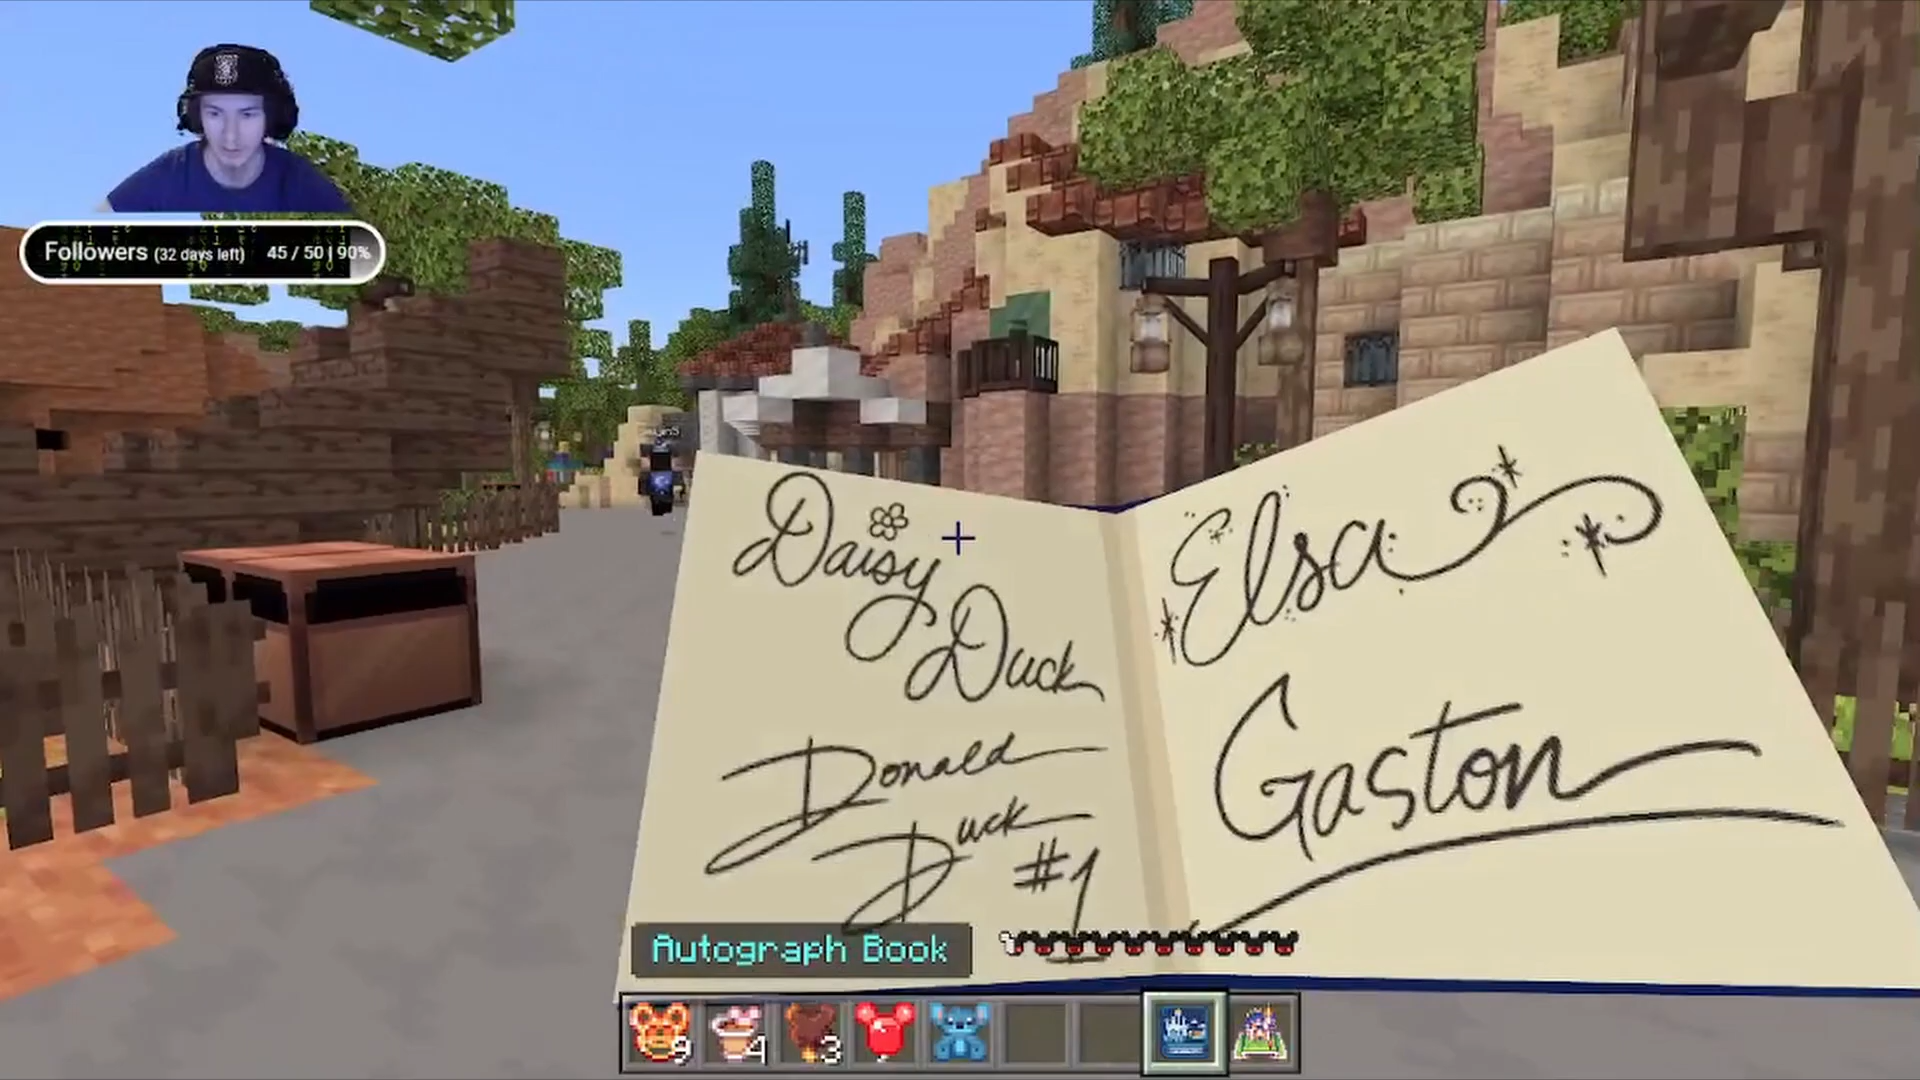 Followers (32 days left) 45 / 50 | 90%
Daisy
Duck
Donald
Duck
#1
Elsa
Gaston
Autograph Book
9
4
3